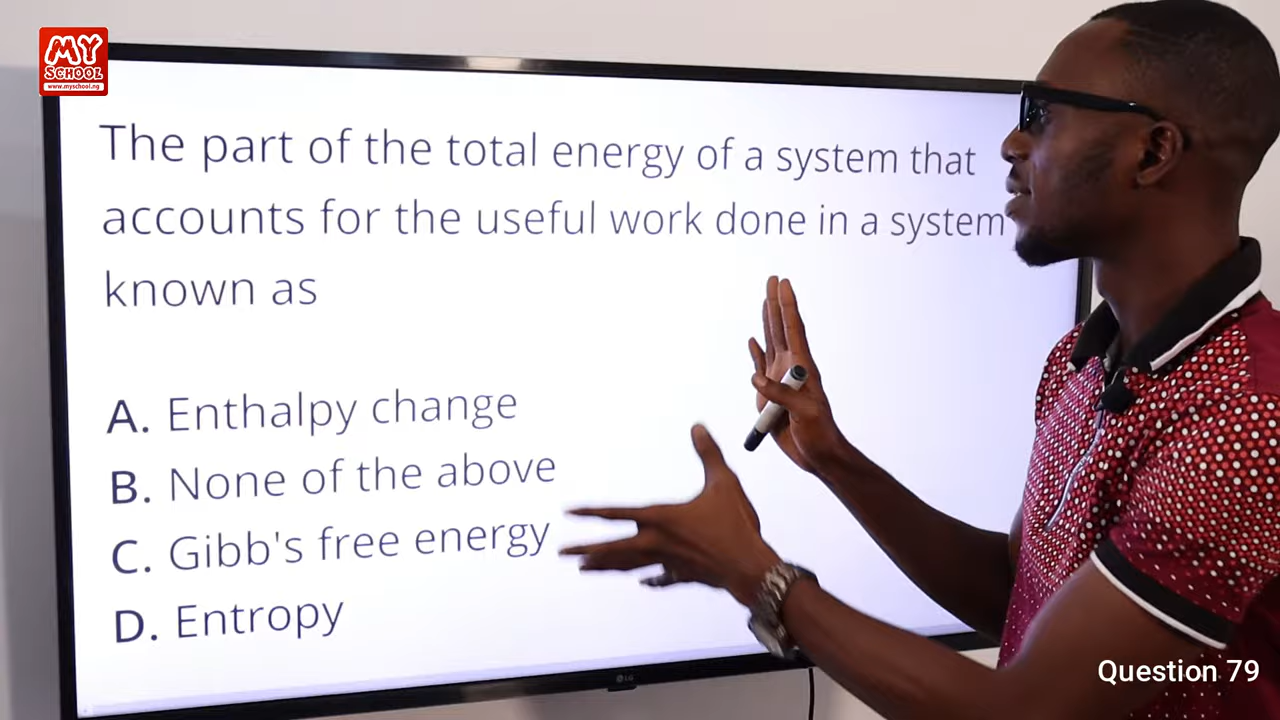 MY
SCHOOL
www.myschool.ng
The part of the total energy of a system that
accounts for the useful work done in a system
known as
A. Enthalpy change
B. None of the above
C. Gibb's free energy
D. Entropy
LG
Question 79